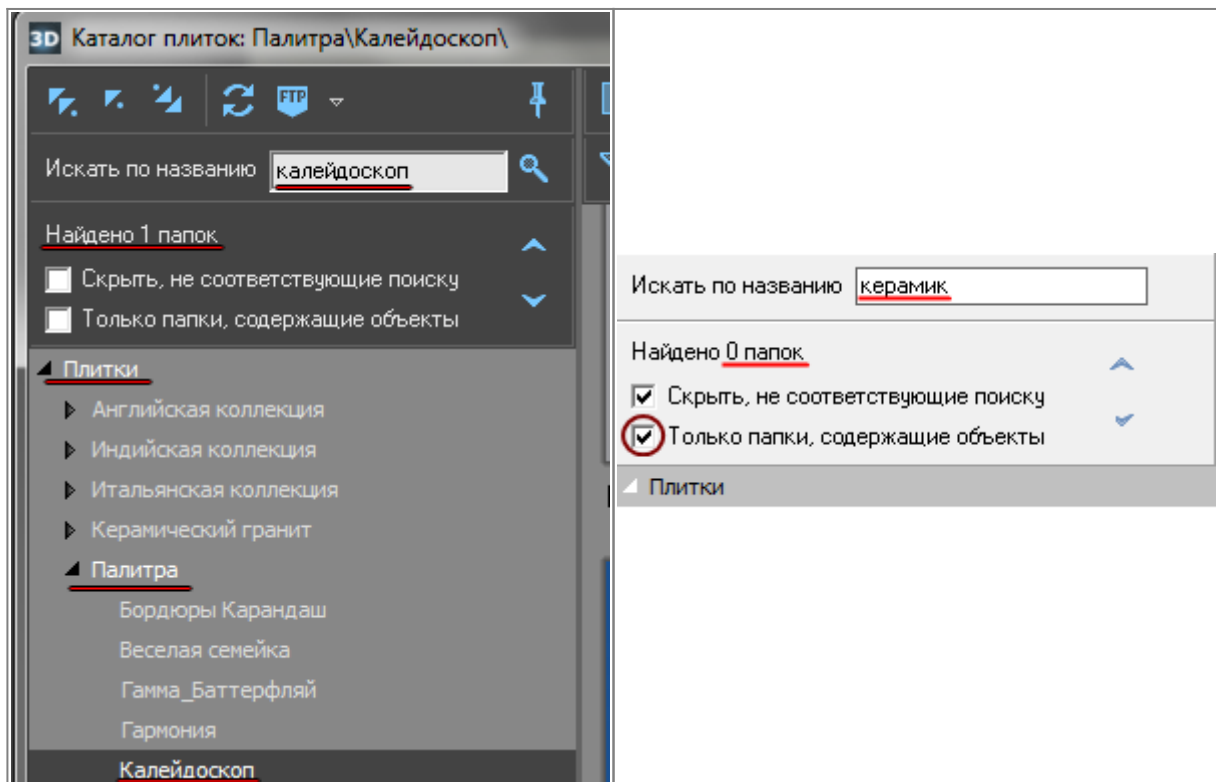 3D Каталог плиток: Палитра\Калейдоскоп\
FTP
Искать по названию калейдоскоп
Найдено 1 папок
Скрыть, не соответствующие поиску
Только папки, содержащие объекты
Плитки
Английская коллекция
Индийская коллекция
Итальянская коллекция
Керамический гранит
Палитра
Бордюры Карандаш
Веселая семейка
Гамма_Баттерфляй
Гармония
Калейдоскоп
Искать по названию керамик
Найдено 0 папок
Скрыть, не соответствующие поиску
Только папки, содержащие объекты
Плитки